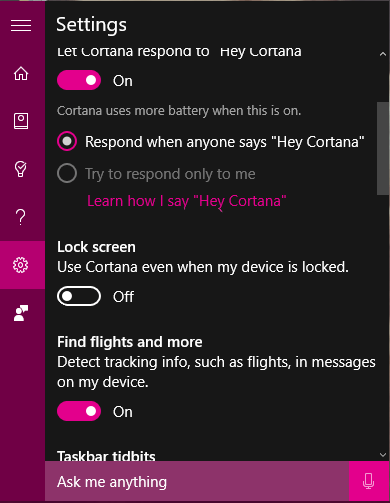 Settings
Let Cortana respond to "Hey Cortana
On
Cortana uses more battery when this is on.
Respond when anyone says "Hey Cortana"
Try to respond only to me
Learn how I say "Hey Cortana"
Lock screen
Use Cortana even when my device is locked.
Off
Find flights and more
Detect tracking info, such as flights, in messages
on my device.
On
Taskbar tidbits
Ask me anything